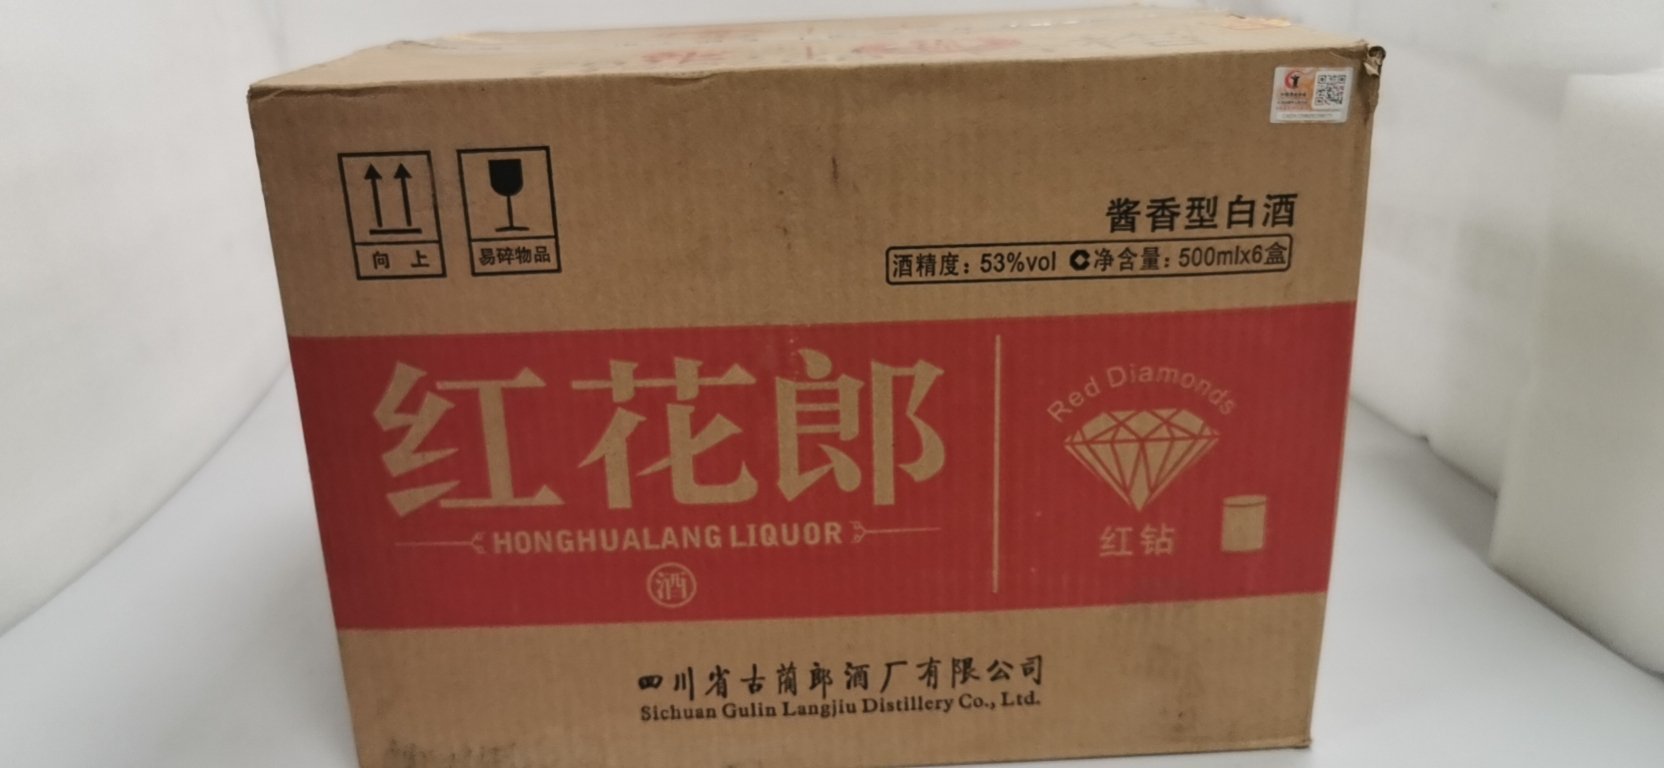 向 上
易碎物品
酱香型白酒
酒精度：53%vol 净含量：500mlx6盒
红花郎
HONGHUALANG LIQUOR
酒
Red Diamonds
红钻
四川省古蔺郎酒厂有限公司
Sichuan Gulin Langjiu Distillery Co., Ltd.